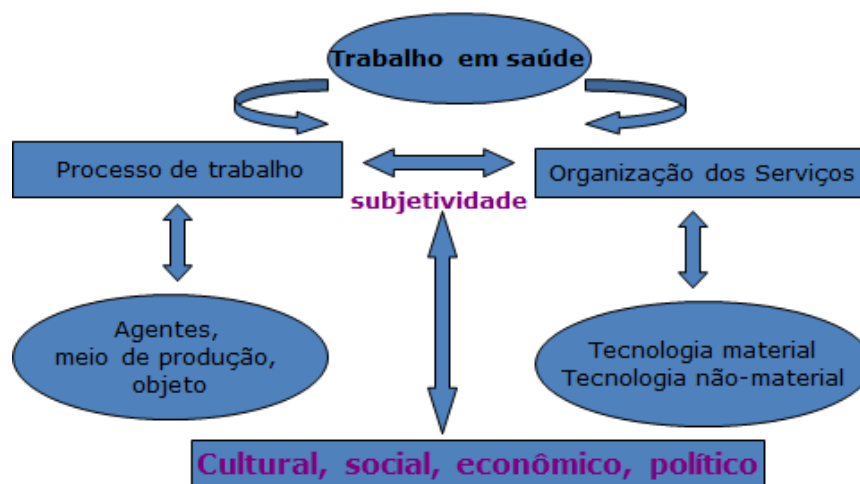 Trabalho em saúde
Processo de trabalho
Organização dos Serviços
subjetividade
Agentes,
meio de produção,
objeto
Tecnologia material
Tecnologia não-material
Cultural, social, econômico, político